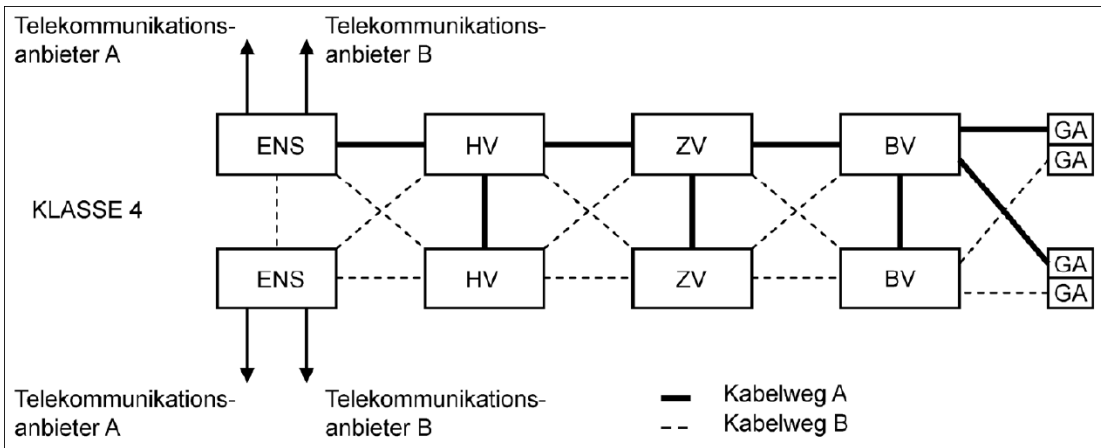 Telekommunikations-
anbieter A
Telekommunikations-
anbieter B
ENS
HV
ZV
BV
GA
GA
KLASSE 4
ENS
HV
ZV
BV
GA
GA
Telekommunikations-
anbieter A
Telekommunikations-
anbieter B
Kabelweg A
Kabelweg B